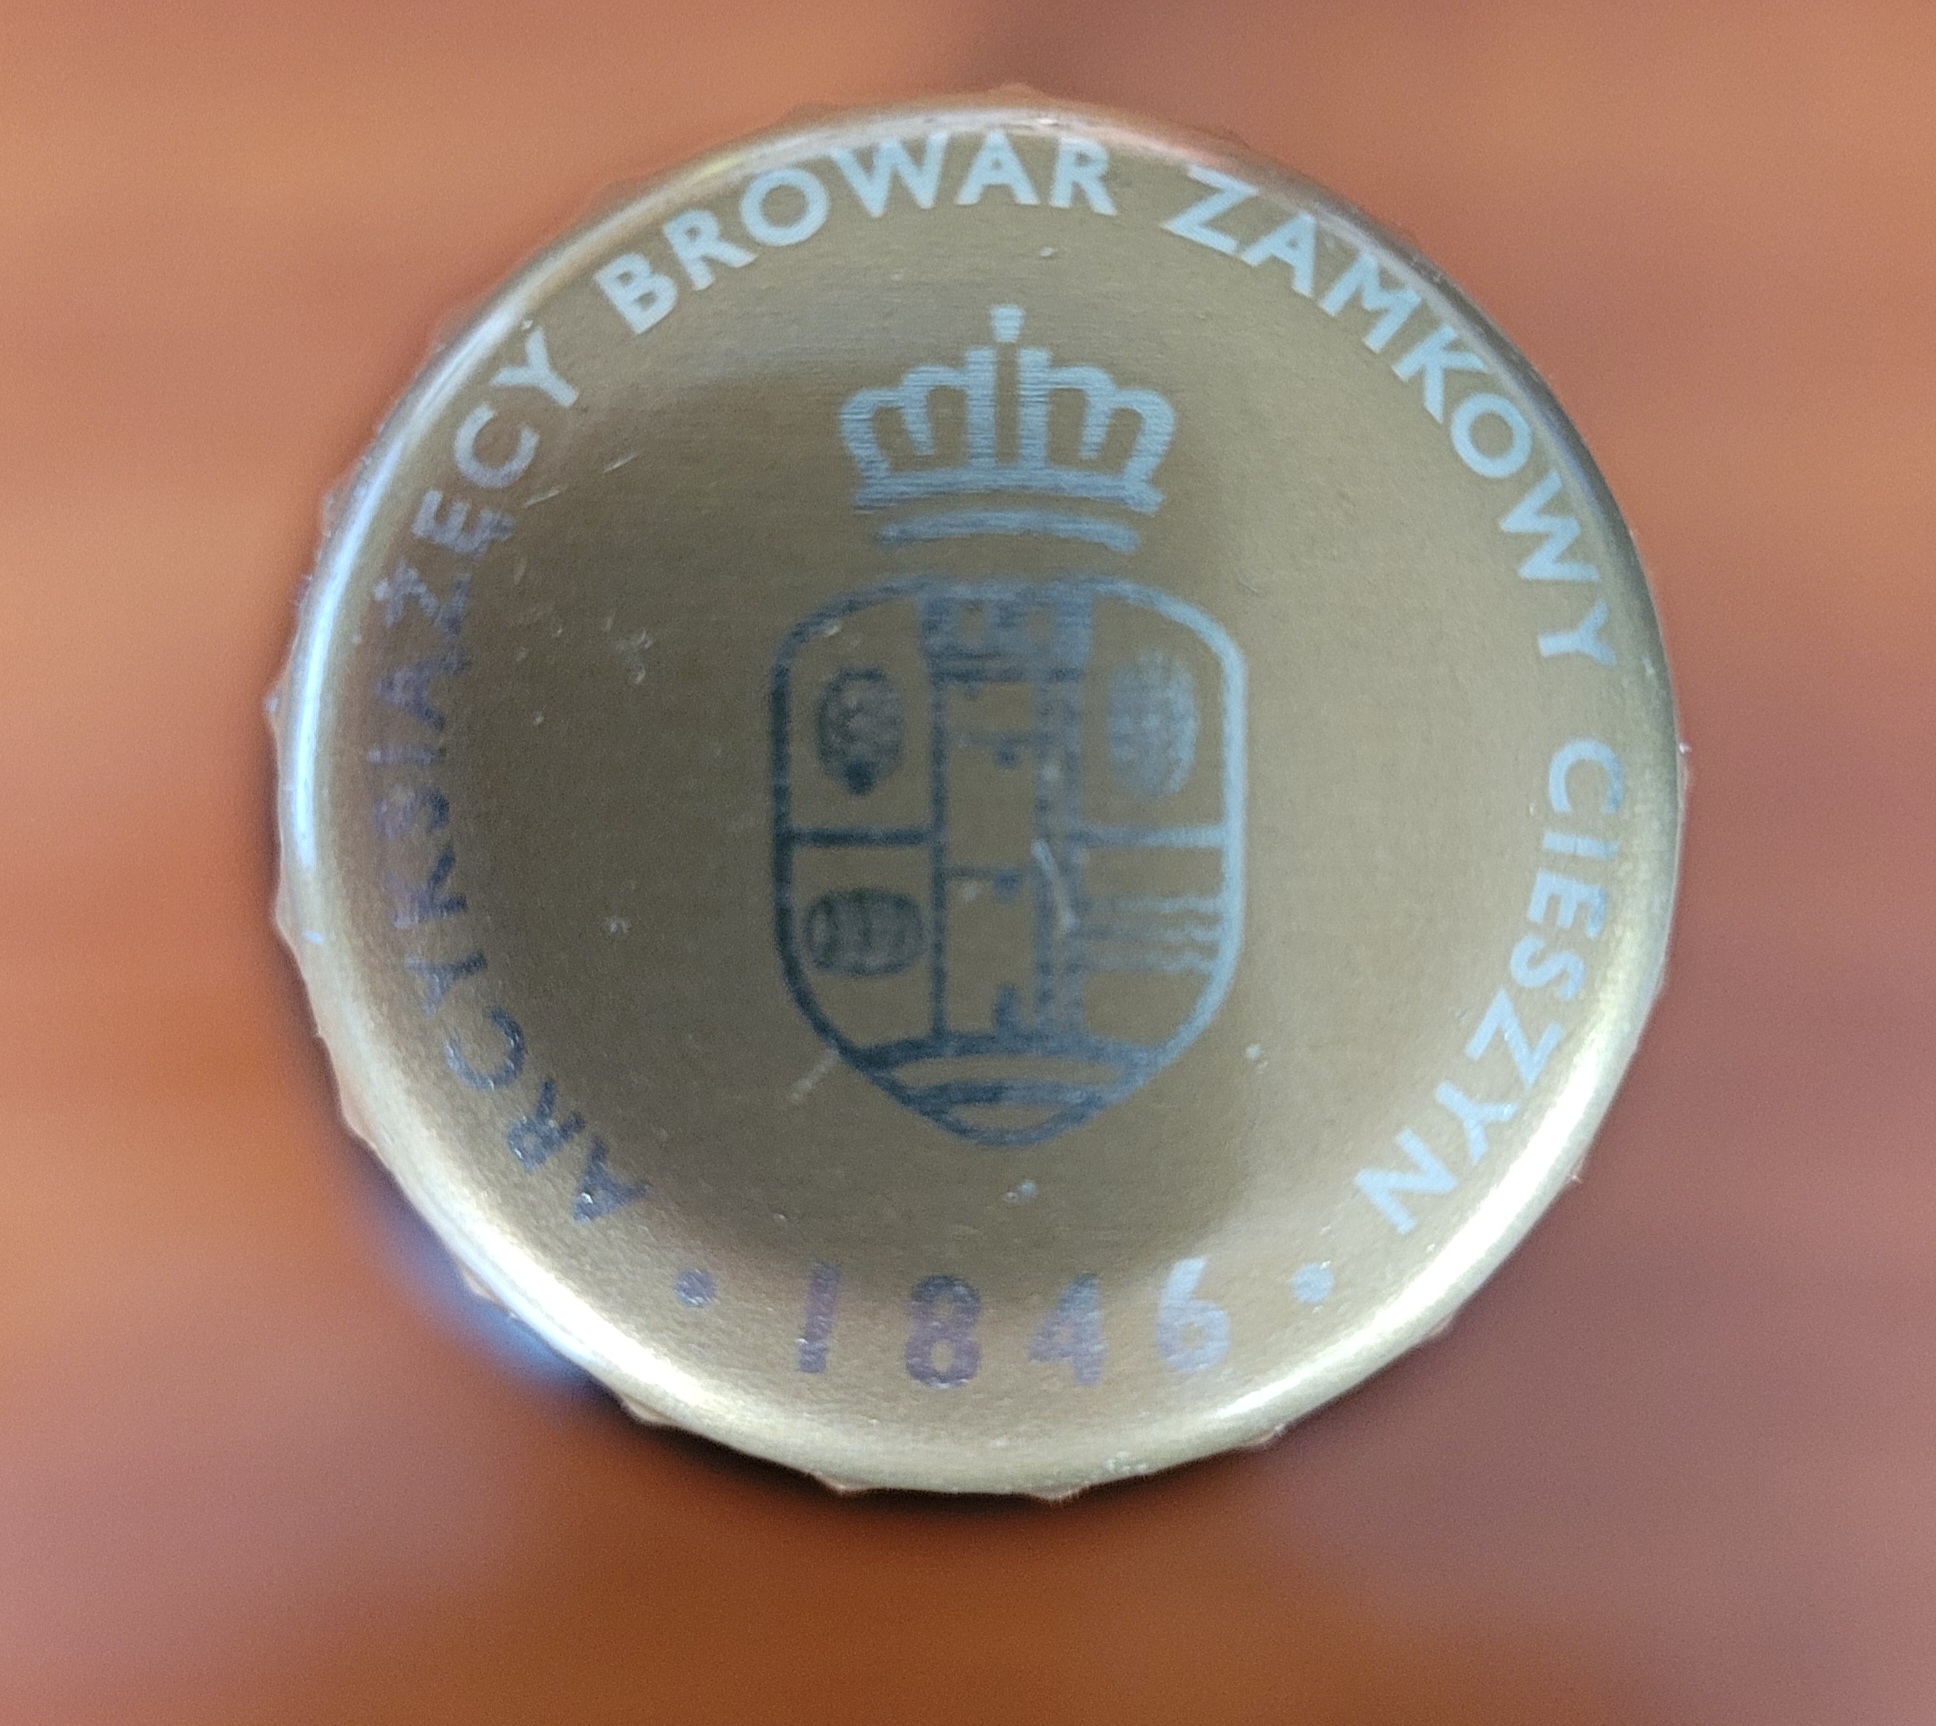 ARCYKSIĄŻĘCY BROWAR ZAMKOWY CIESZYN
• 1846 •